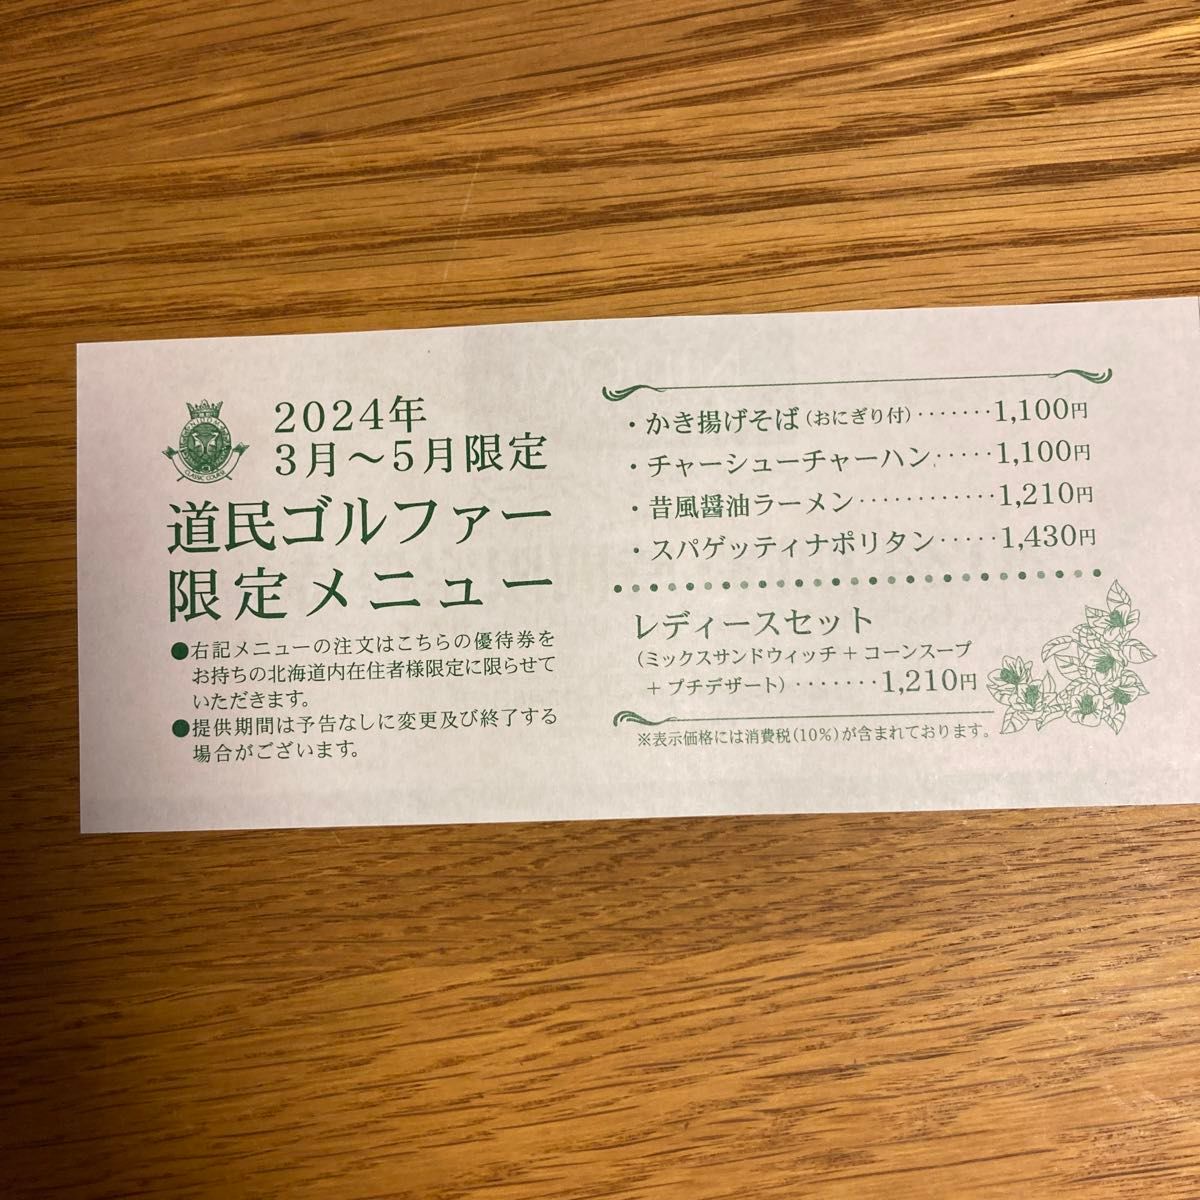 2024年
3月～5月限定
道民ゴルファー
限定メニュー
●右記メニューの注文はこちらの優待券を
お持ちの北海道内在住者様限定に限らせて
いただきます。
●提供期間は予告なしに変更及び終了する
場合がございます。
・かき揚げそば(おにぎり付)·······1,100円
・チャーシューチャーハン······1,100円
・昔風醤油ラーメン············1,210円
・スパゲッティナポリタン·····1,430円
レディースセット
(ミックスサンドウィッチ＋コーンスープ
＋プチデザート)·······1,210円
※表示価格には消費税(10%)が含まれております。
CLASSIC COURSE